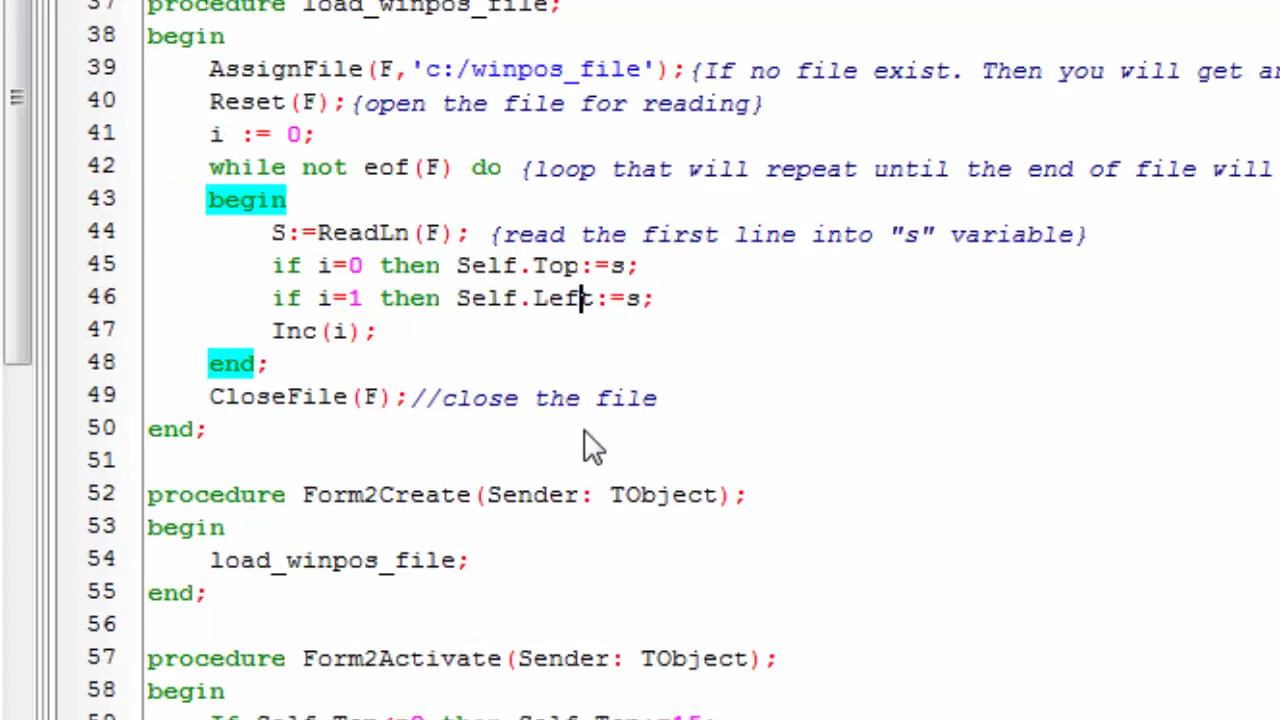 37 procedure load_winpos_file;
38 begin
39 AssignFile(F,'c:/winpos_file');{If no file exist. Then you will get
40 Reset(F);{open the file for reading}
41 i := 0;
42 while not eof(F) do {loop that will repeat until the end of file will
43 begin
44 S:=ReadLn(F); {read the first line into "s" variable}
45 if i=0 then Self.Top:=s;
46 if i=1 then Self.Left:=s;
47 Inc(i);
48 end;
49 CloseFile(F);//close the file
50 end;
51
52 procedure Form2Create(Sender: TObject);
53 begin
54 load_winpos_file;
55 end;
56
57 procedure Form2Activate(Sender: TObject);
58 begin